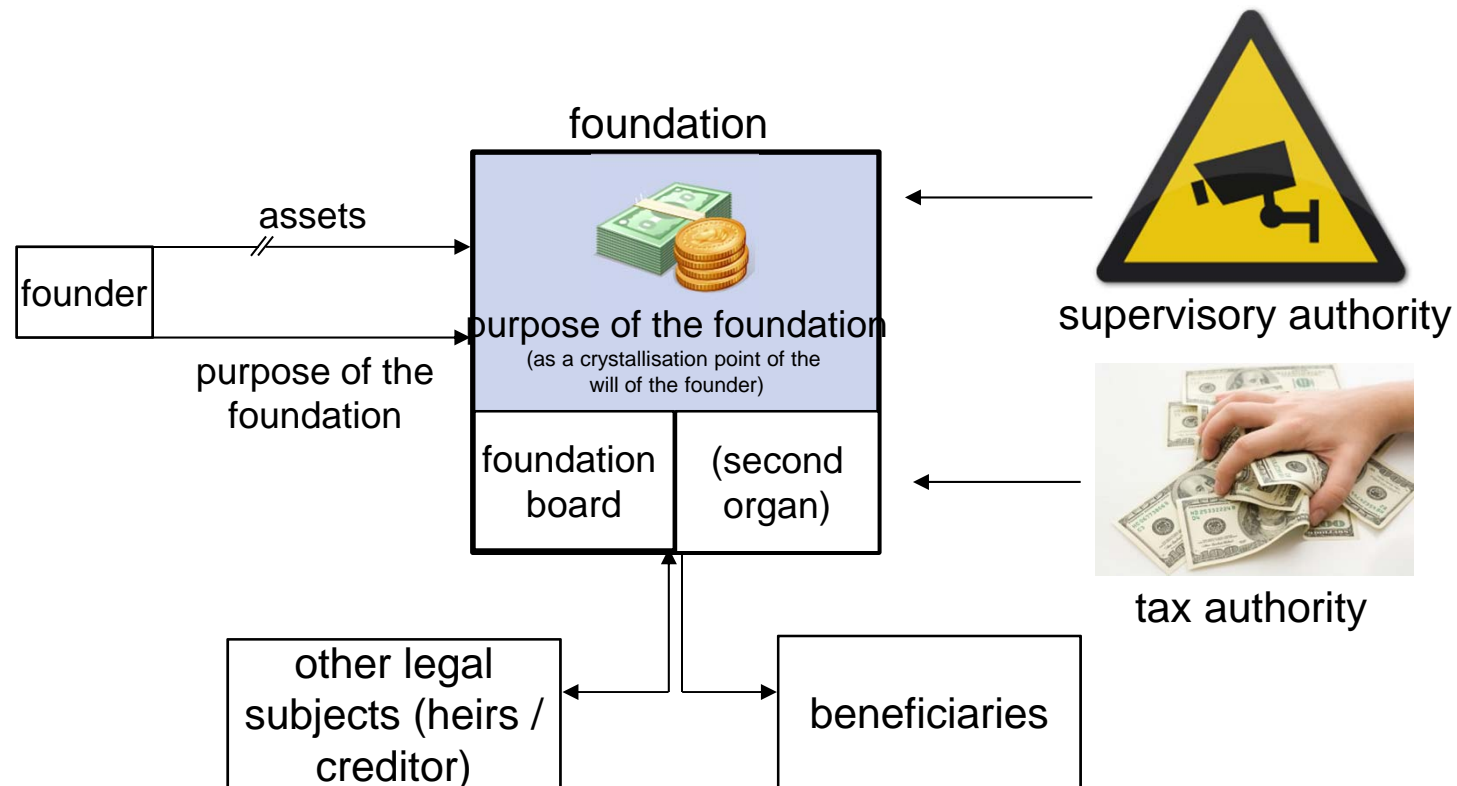 foundation
assets
founder
purpose of the
foundation
purpose of the foundation
(as a crystallisation point of the
will of the founder)
foundation
board
(second
organ)
supervisory authority
tax authority
other legal
subjects (heirs /
creditor)
beneficiaries